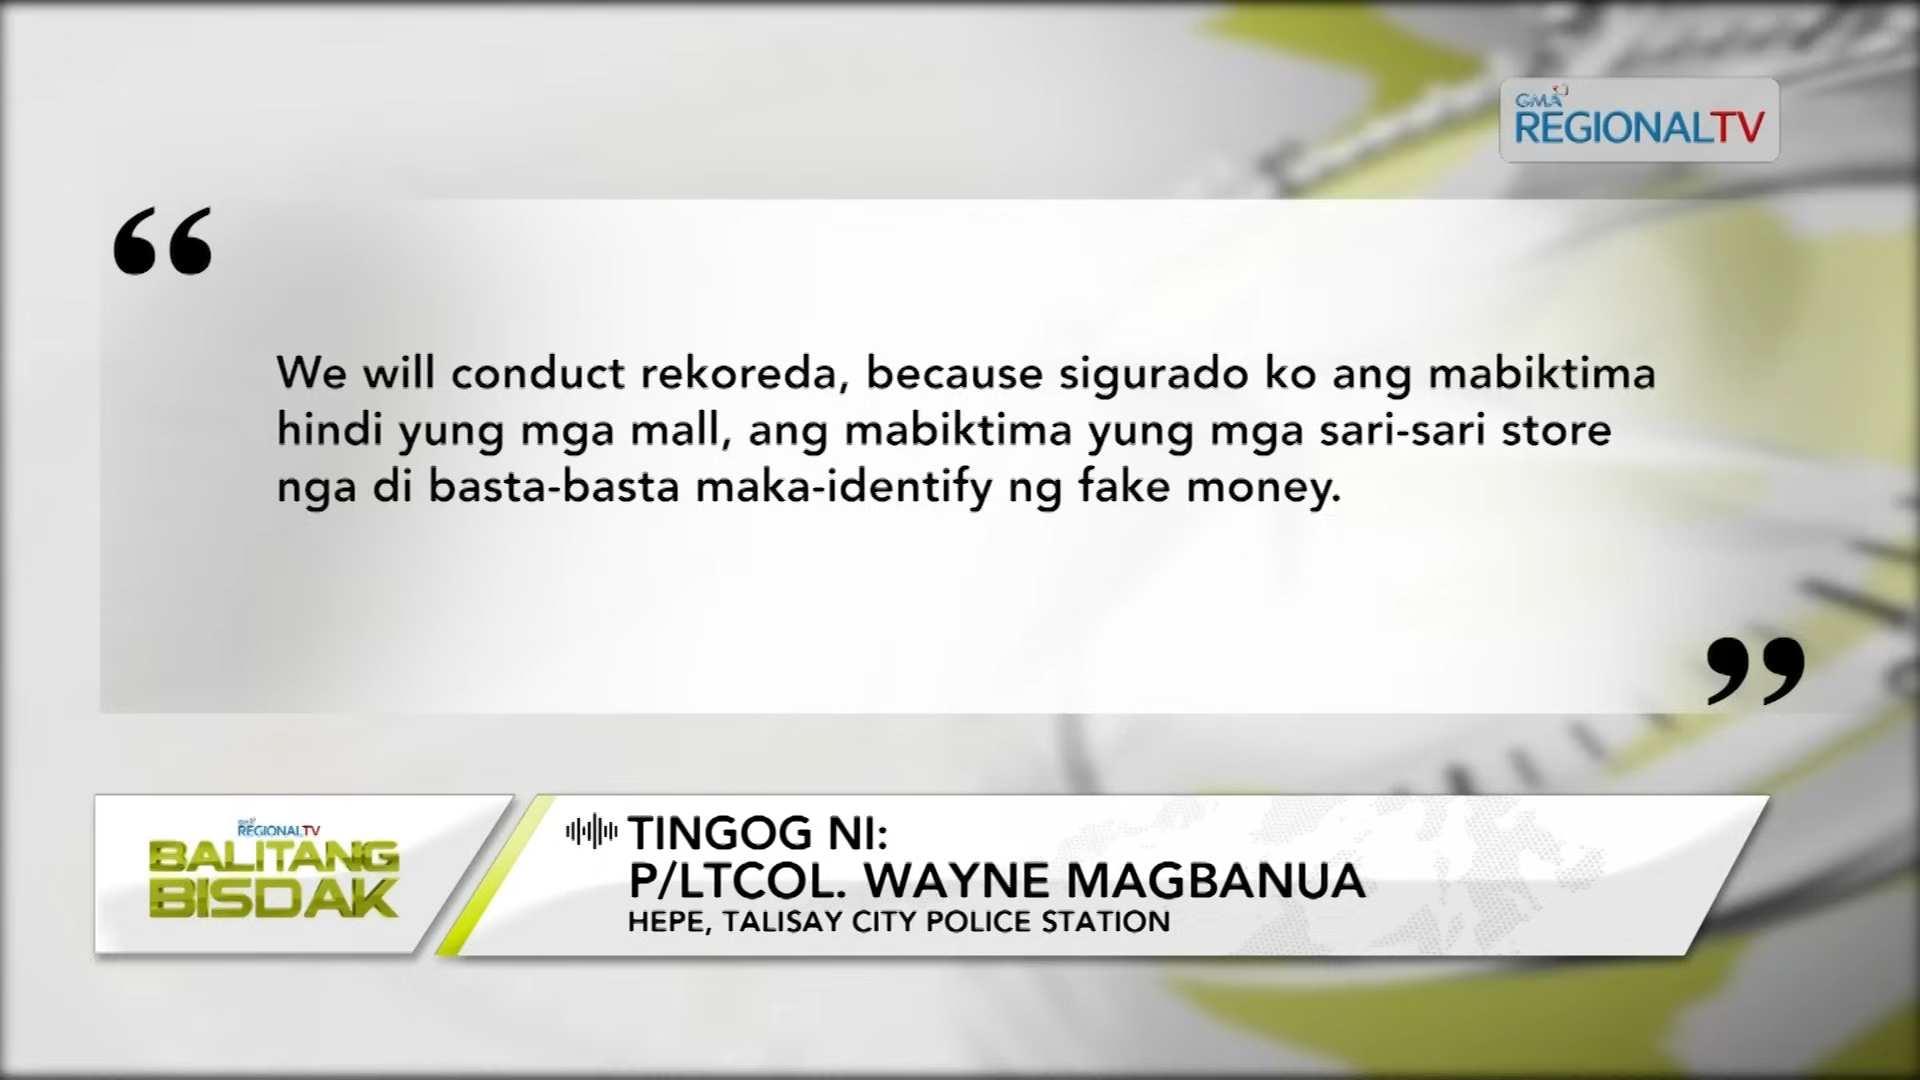 GMA
REGIONALTV
“
We will conduct rekoreda, because sigurado ko ang mabiktima
hindi yung mga mall, ang mabiktima yung mga sari-sari store
nga di basta-basta maka-identify ng fake money.
”
GMA
REGIONALTV
BALITANG
BISDAK
TINGOG NI:
P/LTCOL. WAYNE MAGBANUA
HEPE, TALISAY CITY POLICE STATION